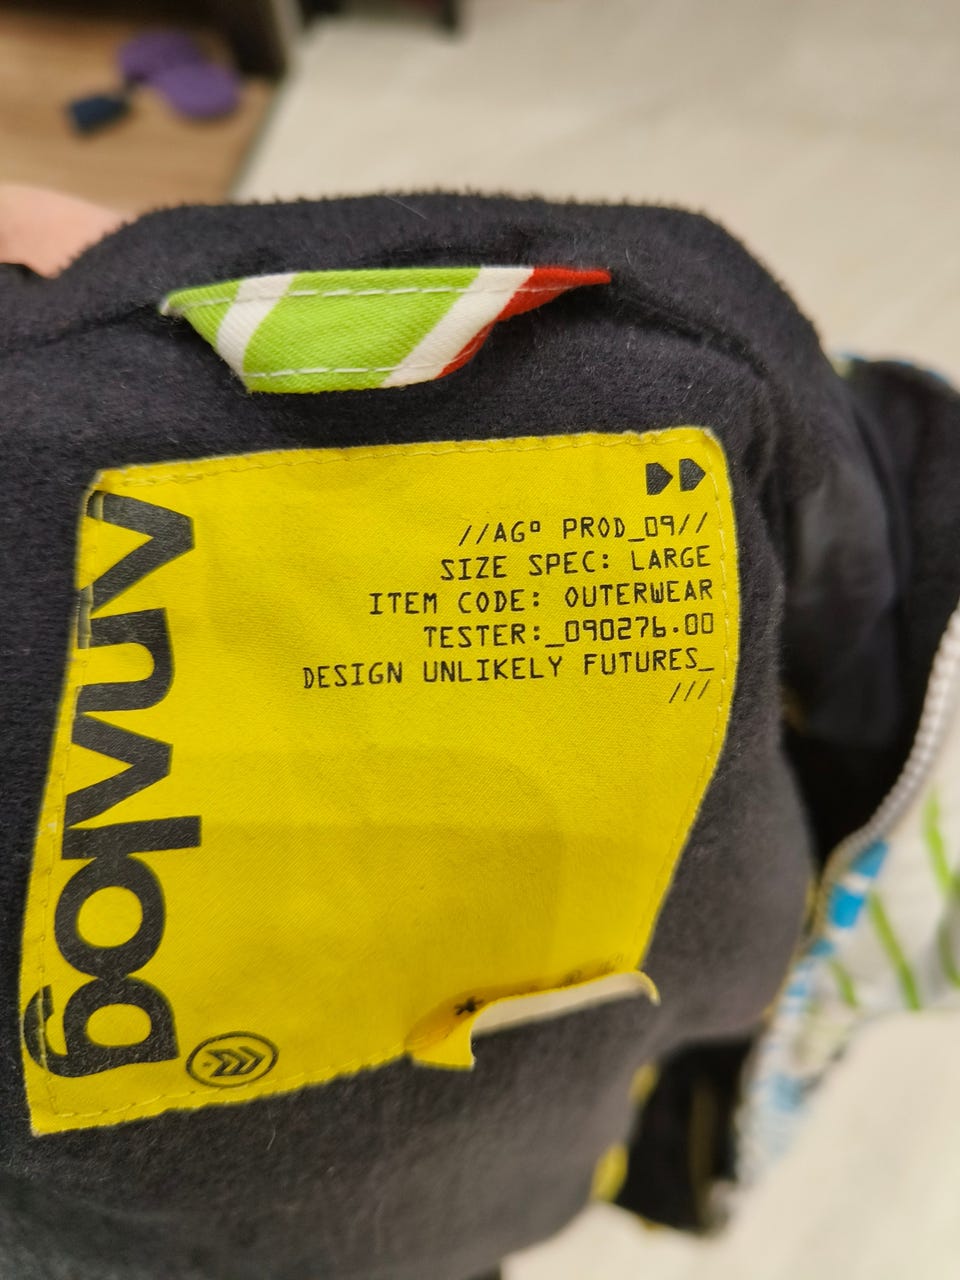 analog
//AGº PROD_09//
SIZE SPEC: LARGE
ITEM CODE: OUTERWEAR
TESTER:_090276.00
DESIGN UNLIKELY FUTURES_
///